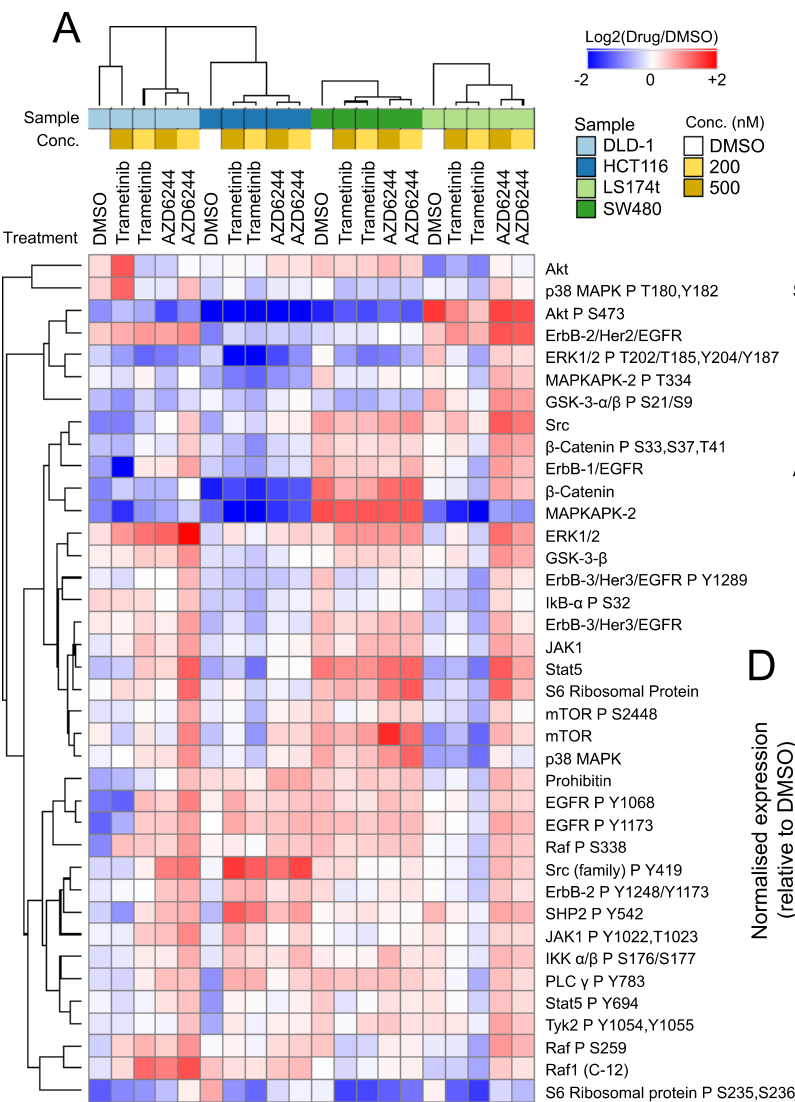 A
Log2(Drug/DMSO)
-2 0 +2
Sample
Conc.
Sample
DLD-1
HCT116
LS174t
SW480
Conc. (nM)
DMSO
200
500
Treatment
DMSO
Trametinib
Trametinib
AZD6244
AZD6244
DMSO
Trametinib
Trametinib
AZD6244
AZD6244
DMSO
Trametinib
Trametinib
AZD6244
AZD6244
DMSO
Trametinib
Trametinib
AZD6244
AZD6244
Akt
p38 MAPK P T180,Y182
Akt P S473
ErbB-2/Her2/EGFR
ERK1/2 P T202/T185,Y204/Y187
MAPKAPK-2 P T334
GSK-3-α/β P S21/S9
Src
β-Catenin P S33,S37,T41
ErbB-1/EGFR
β-Catenin
MAPKAPK-2
ERK1/2
GSK-3-β
ErbB-3/Her3/EGFR P Y1289
IkB-α P S32
ErbB-3/Her3/EGFR
JAK1
Stat5
S6 Ribosomal Protein
mTOR P S2448
mTOR
p38 MAPK
Prohibitin
EGFR P Y1068
EGFR P Y1173
Raf P S338
Src (family) P Y419
ErbB-2 P Y1248/Y1173
SHP2 P Y542
JAK1 P Y1022,T1023
IKK α/β P S176/S177
PLC γ P Y783
Stat5 P Y694
Tyk2 P Y1054,Y1055
Raf P S259
Raf1 (C-12)
S6 Ribosomal protein P S235,S236
D
Normalised expression
(relative to DMSO)